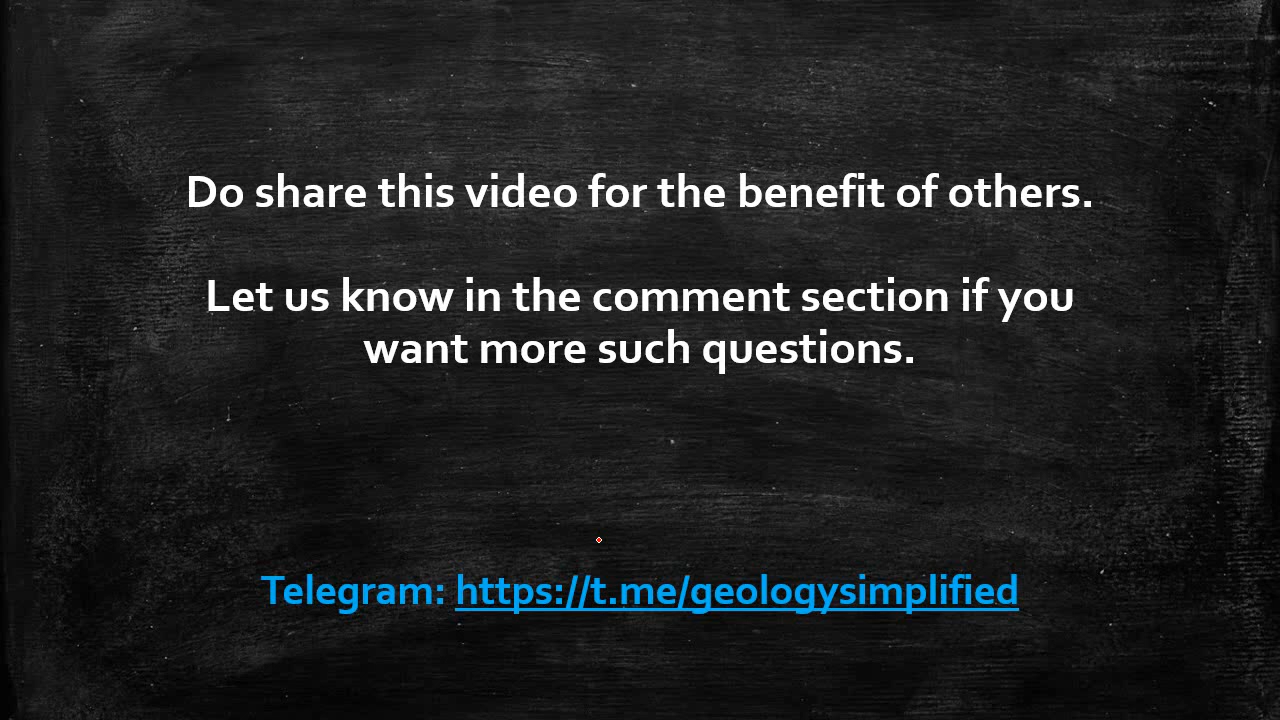 Do share this video for the benefit of others.
Let us know in the comment section if you
want more such questions.
Telegram: https://t.me/geologysimplified